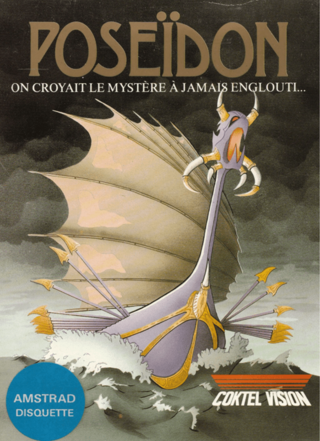 POSEÏDON
ON CROYAIT LE MYSTÈRE À JAMAIS ENGLOUTI...
AMSTRAD
DISQUETTE
COKTEL VISION